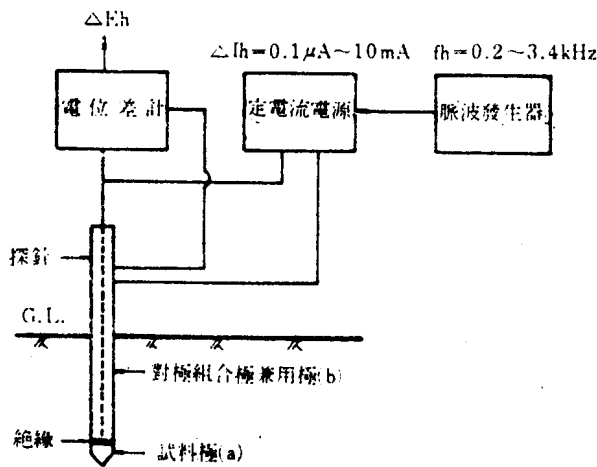 △Eh
△Ih=0.1μA~10mA fh=0.2~3.4kHz
電位差計
定電流電源
脈波發生器
探針
G.L.
對極組合極兼用極(b)
絕緣
試料極(a)